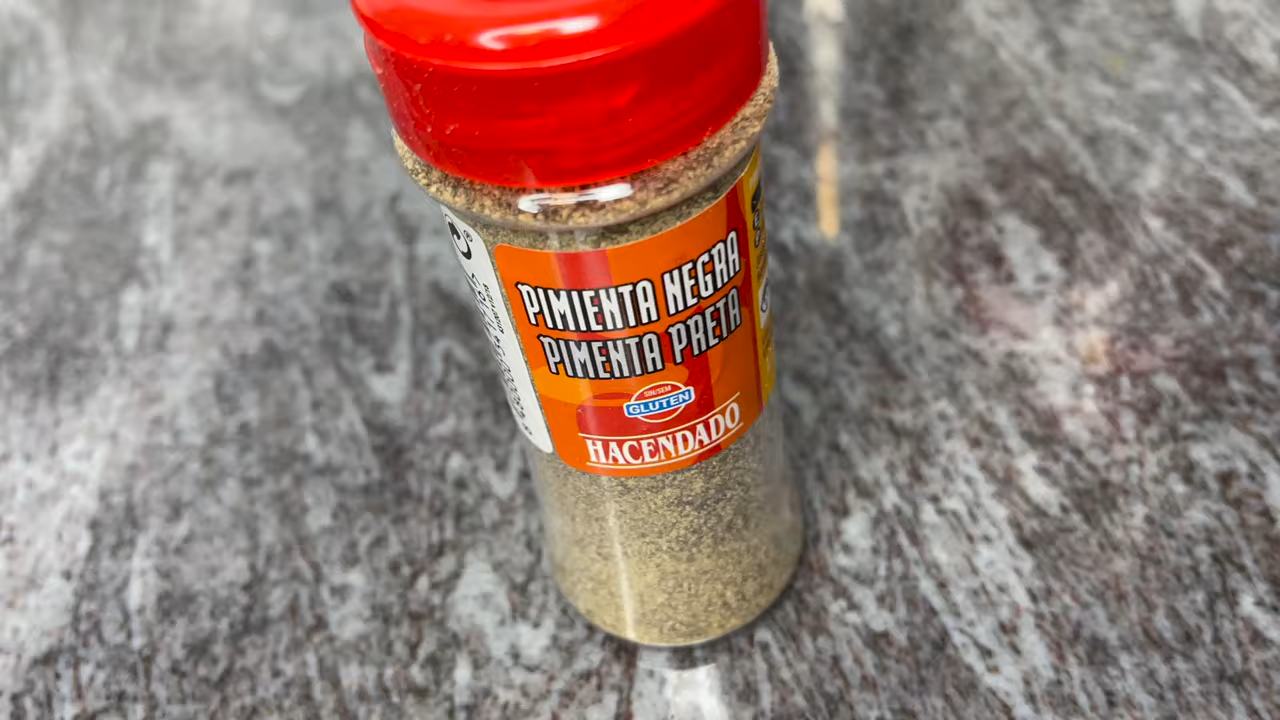 PIMIENTA NEGRA
PIMENTA PRETA
SIN/SEM
GLUTEN
HACENDADO